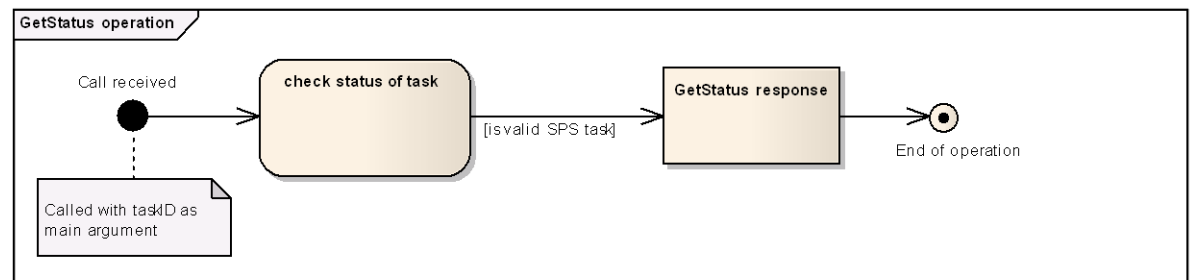 GetStatus operation
Call received
check status of task
GetStatus response
[is valid SPS task]
End of operation
Called with taskID as
main argument